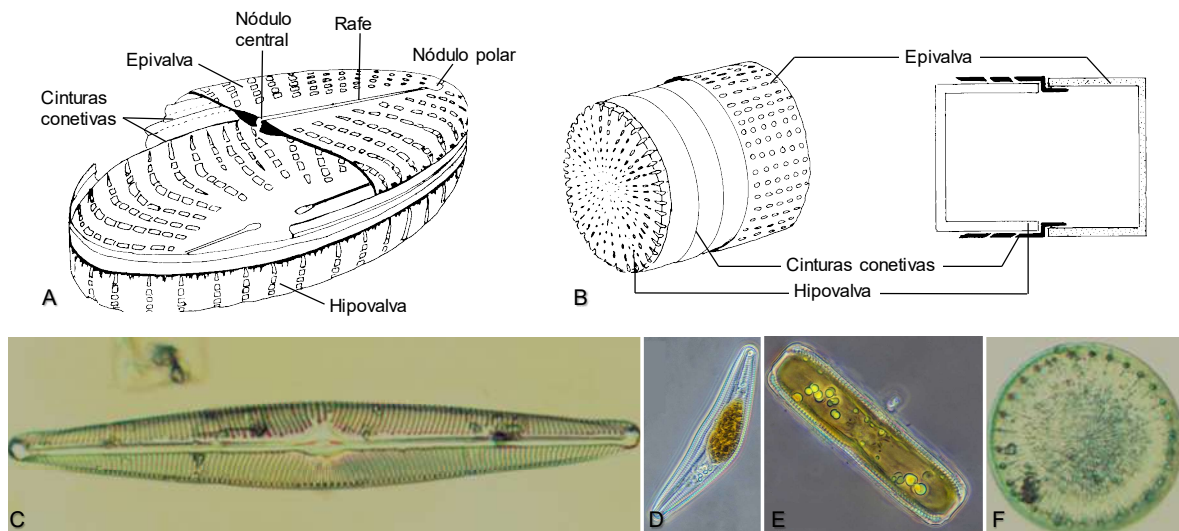 Nódulo
central
Rafe
Nódulo polar
Epivalva
Cinturas
conetivas
Hipovalva
A
Epivalva
Cinturas conetivas
Hipovalva
B
C
D
E
F